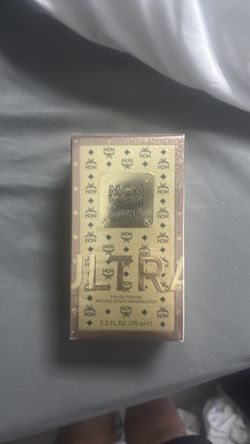 MCM
ULTRA
EAU DE PARFUM
NATURAL SPRAY VAPORISATEUR
2.5 FL.OZ./75 ml ℮